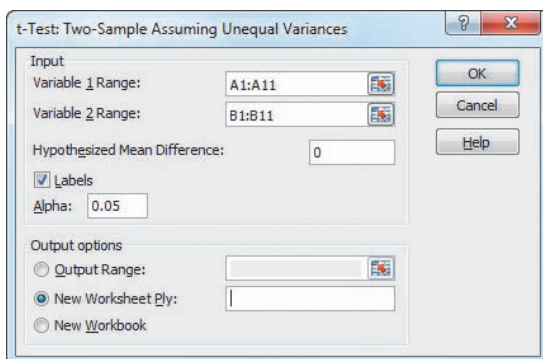 t-Test: Two-Sample Assuming Unequal Variances
?
X
Input
Variable 1 Range:
A1:A11
OK
Variable 2 Range:
B1:B11
Cancel
Hypothesized Mean Difference:
0
Help
Labels
Alpha:
0.05
Output options
Output Range:
New Worksheet Ply:
New Workbook